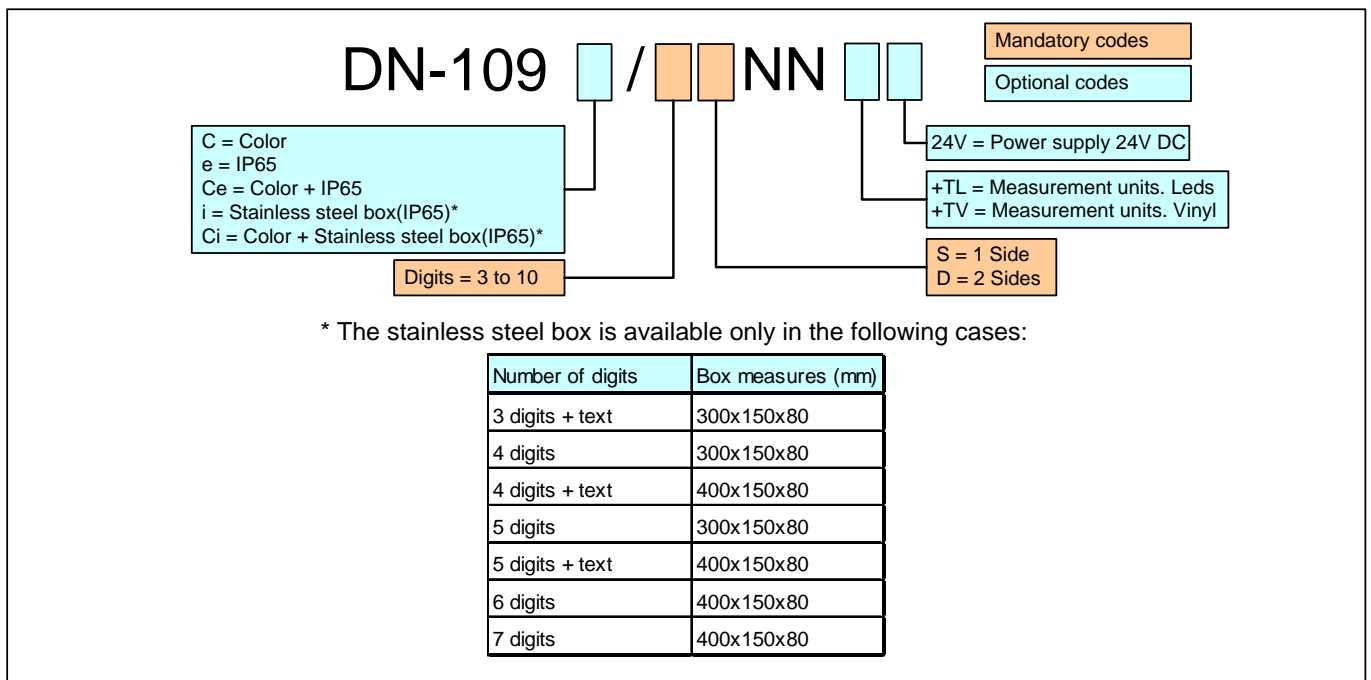 DN-109 / NN
Mandatory codes
Optional codes
C = Color
e = IP65
Ce = Color + IP65
i = Stainless steel box(IP65)*
Ci = Color + Stainless steel box(IP65)*
Digits = 3 to 10
24V = Power supply 24V DC
+TL = Measurement units. Leds
+TV = Measurement units. Vinyl
S = 1 Side
D = 2 Sides
* The stainless steel box is available only in the following cases:
Number of digits Box measures (mm)
3 digits + text 300x150x80
4 digits 300x150x80
4 digits + text 400x150x80
5 digits 300x150x80
5 digits + text 400x150x80
6 digits 400x150x80
7 digits 400x150x80